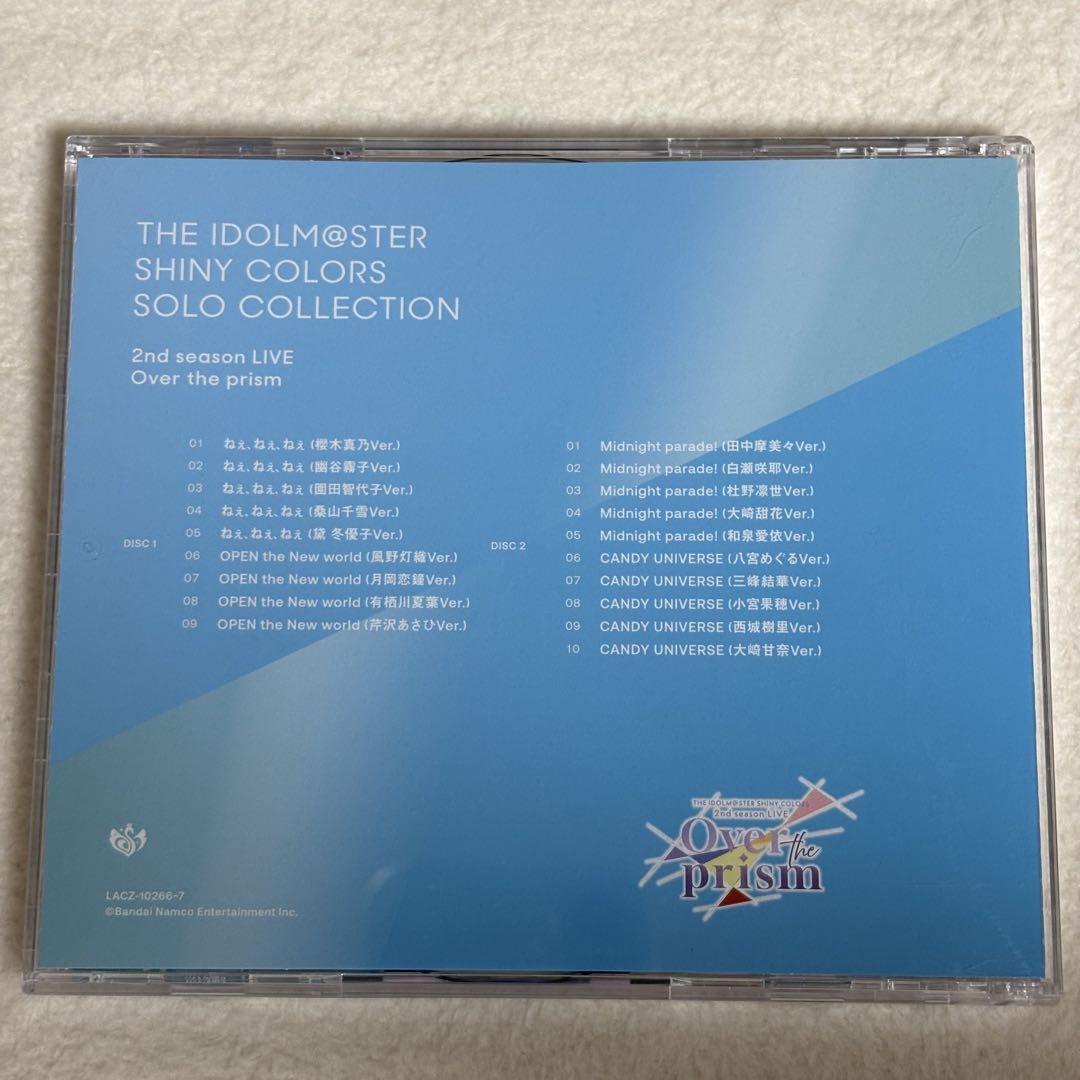 THE IDOLM@STER
SHINY COLORS
SOLO COLLECTION
2nd season LIVE
Over the prism
DISC 1
01 ねぇ、ねぇ、ねぇ (櫻木真乃Ver.)
02 ねぇ、ねぇ、ねぇ (幽谷霧子Ver.)
03 ねぇ、ねぇ、ねぇ (園田智代子Ver.)
04 ねぇ、ねぇ、ねぇ (桑山千雪Ver.)
05 ねぇ、ねぇ、ねぇ (黛 冬優子Ver.)
06 OPEN the New world (風野灯織Ver.)
07 OPEN the New world (月岡恋鐘Ver.)
08 OPEN the New world (有栖川夏葉Ver.)
09 OPEN the New world (芹沢あさひVer.)
DISC 2
01 Midnight parade! (田中摩美々Ver.)
02 Midnight parade! (白瀬咲耶Ver.)
03 Midnight parade! (杜野凛世Ver.)
04 Midnight parade! (大崎甜花Ver.)
05 Midnight parade! (和泉愛依Ver.)
06 CANDY UNIVERSE (八宮めぐるVer.)
07 CANDY UNIVERSE (三峰結華Ver.)
08 CANDY UNIVERSE (小宮果穂Ver.)
09 CANDY UNIVERSE (西城樹里Ver.)
10 CANDY UNIVERSE (大崎甘奈Ver.)
THE IDOLM@STER SHINY COLORS
2nd season LIVE
Over the
prism
LACZ-10266~7
©Bandai Namco Entertainment Inc.